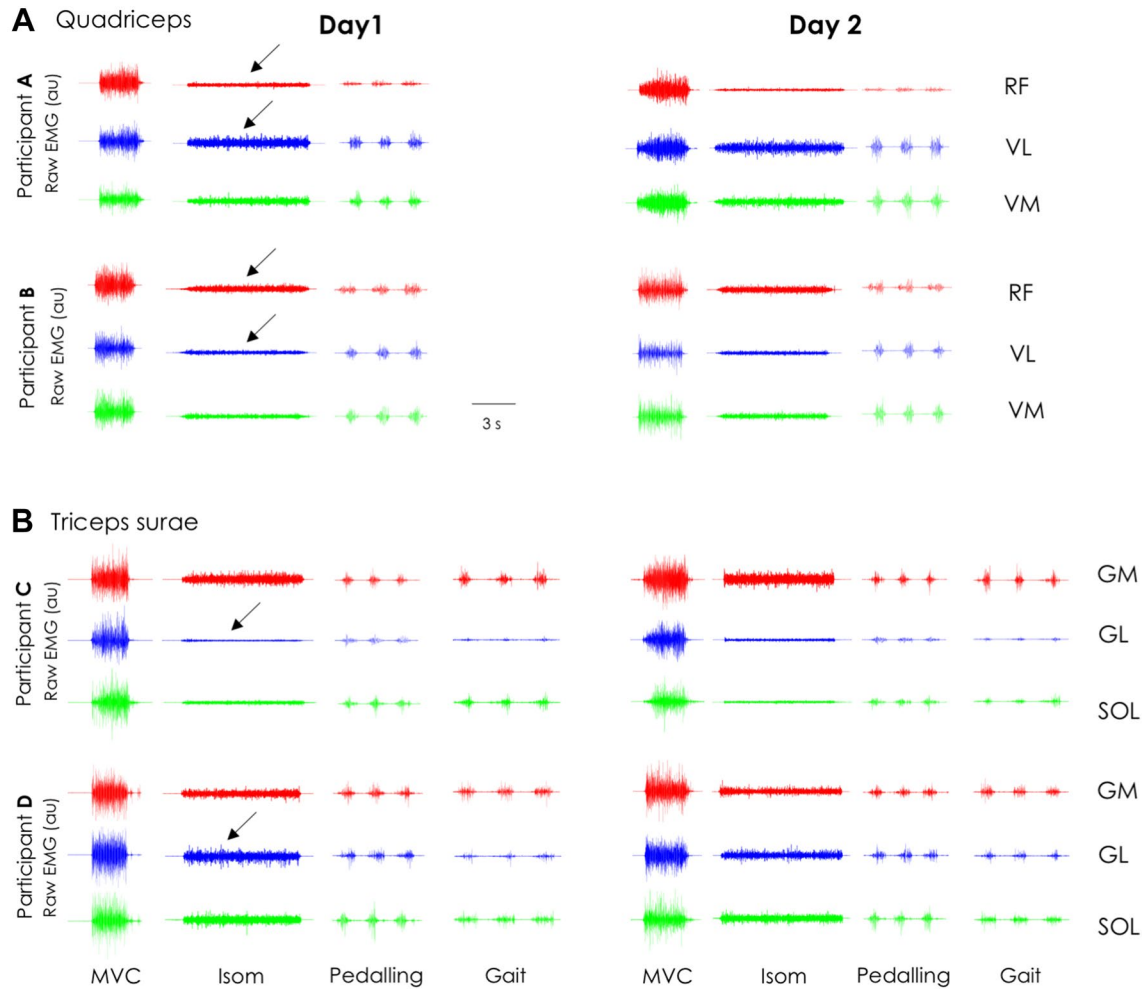 A Quadriceps
Day1
Day 2
Participant A
Raw EMG (au)
RF
VL
VM
Participant B
Raw EMG (au)
RF
VL
VM
3 s
B Triceps surae
Participant C
Raw EMG (au)
GM
GL
SOL
Participant D
Raw EMG (au)
GM
GL
SOL
MVC Isom Pedalling Gait MVC Isom Pedalling Gait